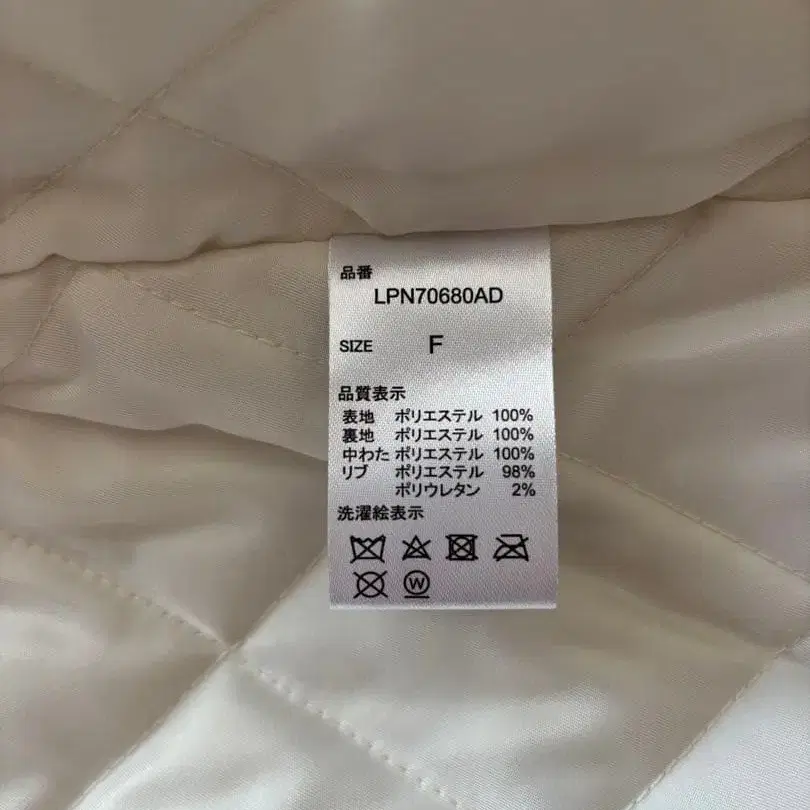 品番
LPN70680AD
SIZE F
品質表示
表地 ポリエステル 100%
裏地 ポリエステル 100%
中わた ポリエステル 100%
リブ ポリエステル 98%
ポリウレタン 2%
洗濯絵表示
W